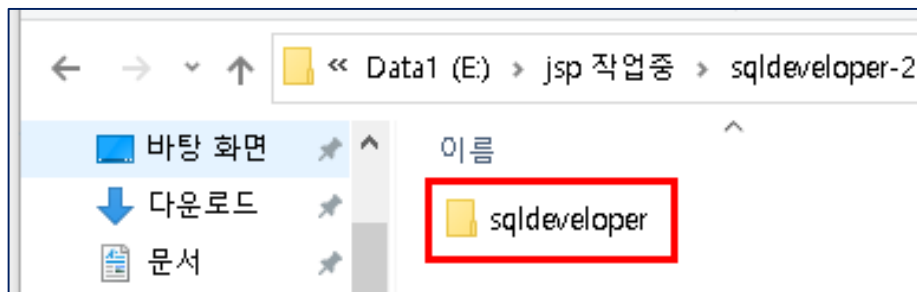 « Data1 (E:) › jsp 작업중 › sqldeveloper-2
바탕 화면
이름
다운로드
sqldeveloper
문서